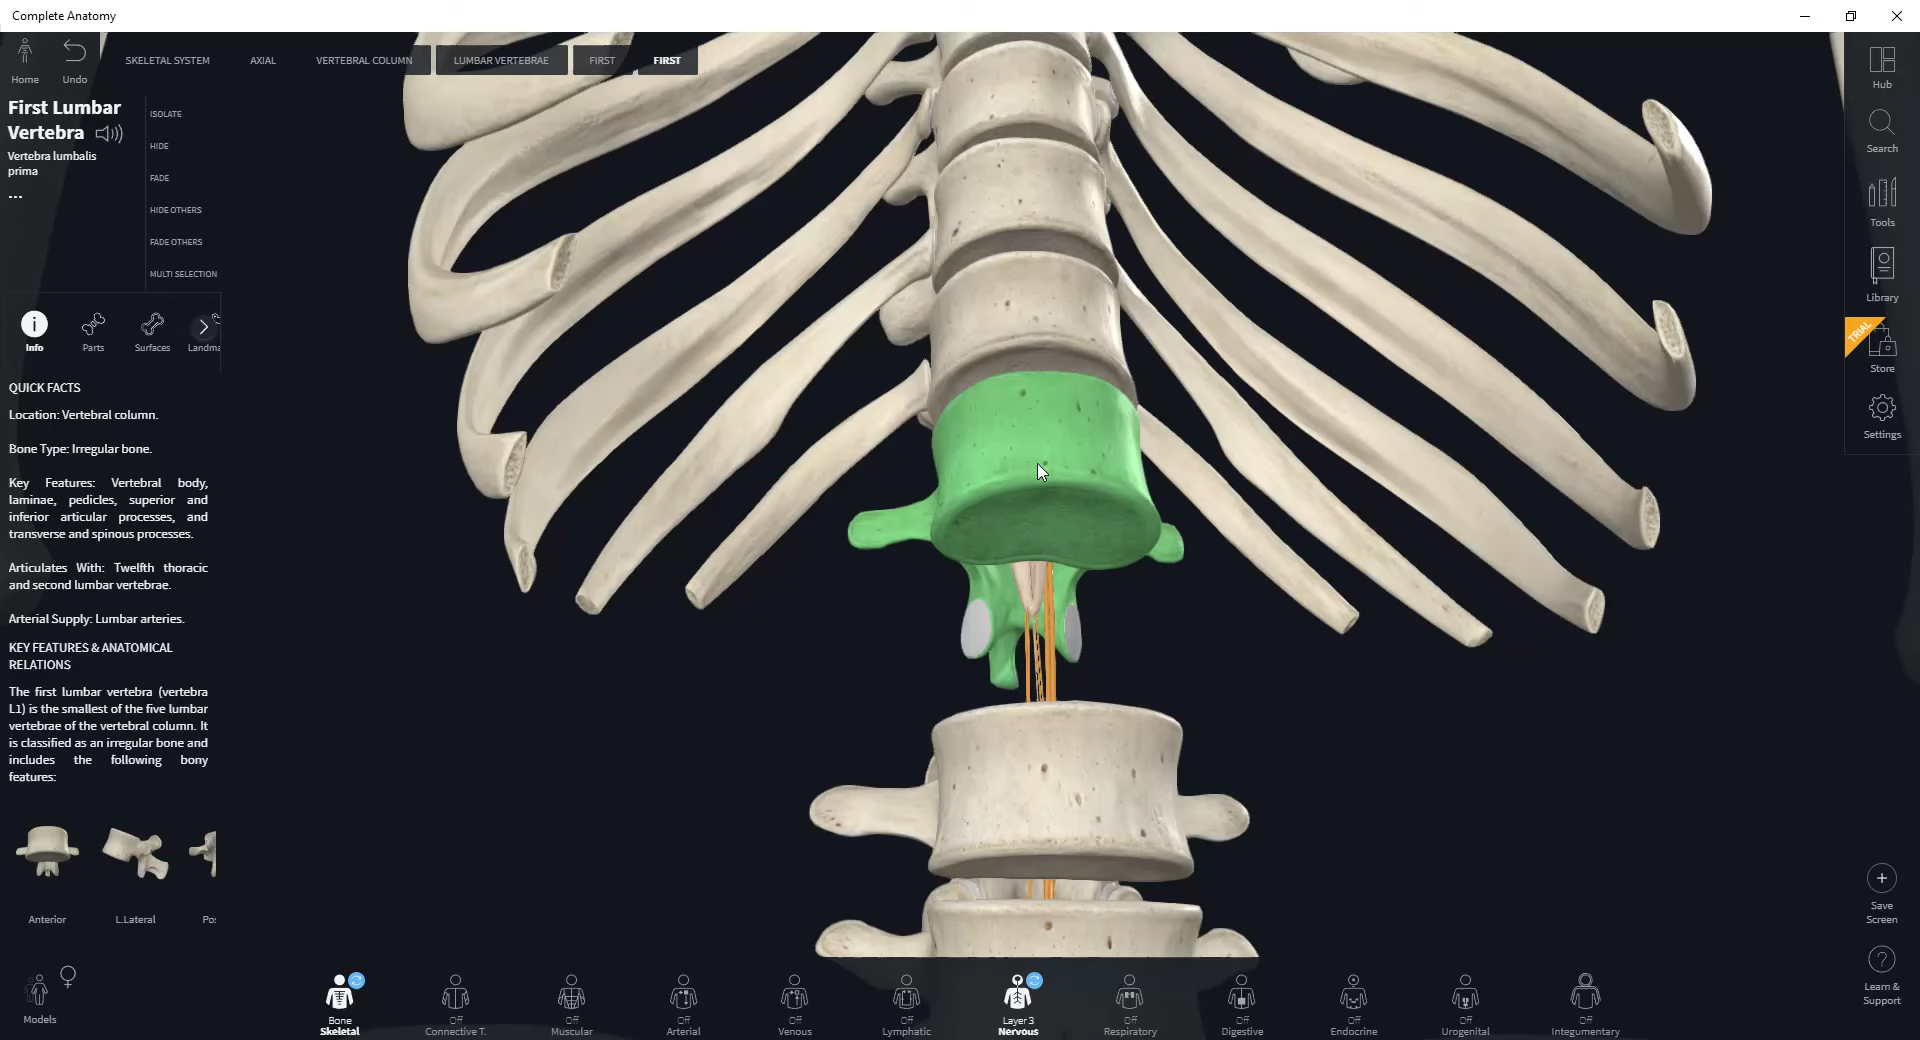 Complete Anatomy
Home
Undo
SKELETAL SYSTEM
AXIAL
VERTEBRAL COLUMN
LUMBAR VERTEBRAE
FIRST
FIRST
First Lumbar
Vertebra
Vertebra lumbalis
prima
...
ISOLATE
HIDE
FADE
HIDE OTHERS
FADE OTHERS
MULTI SELECTION
Info
Parts
Surfaces
Landma
QUICK FACTS
Location: Vertebral column.
Bone Type: Irregular bone.
Key Features: Vertebral body,
laminae, pedicles, superior and
inferior articular processes, and
transverse and spinous processes.
Articulates With: Twelfth thoracic
and second lumbar vertebrae.
Arterial Supply: Lumbar arteries.
KEY FEATURES & ANATOMICAL
RELATIONS
The first lumbar vertebra (vertebra
L1) is the smallest of the five lumbar
vertebrae of the vertebral column. It
is classified as an irregular bone and
includes the following bony
features:
Anterior
L.Lateral
Pos
Models
Bone
Skeletal
Off
Connective T.
Off
Muscular
Off
Arterial
Off
Venous
Off
Lymphatic
Layer 3
Nervous
Off
Respiratory
Off
Digestive
Off
Endocrine
Off
Urogenital
Off
Integumentary
Hub
Search
Tools
Library
TRIAL
Store
Settings
Save
Screen
Learn &
Support